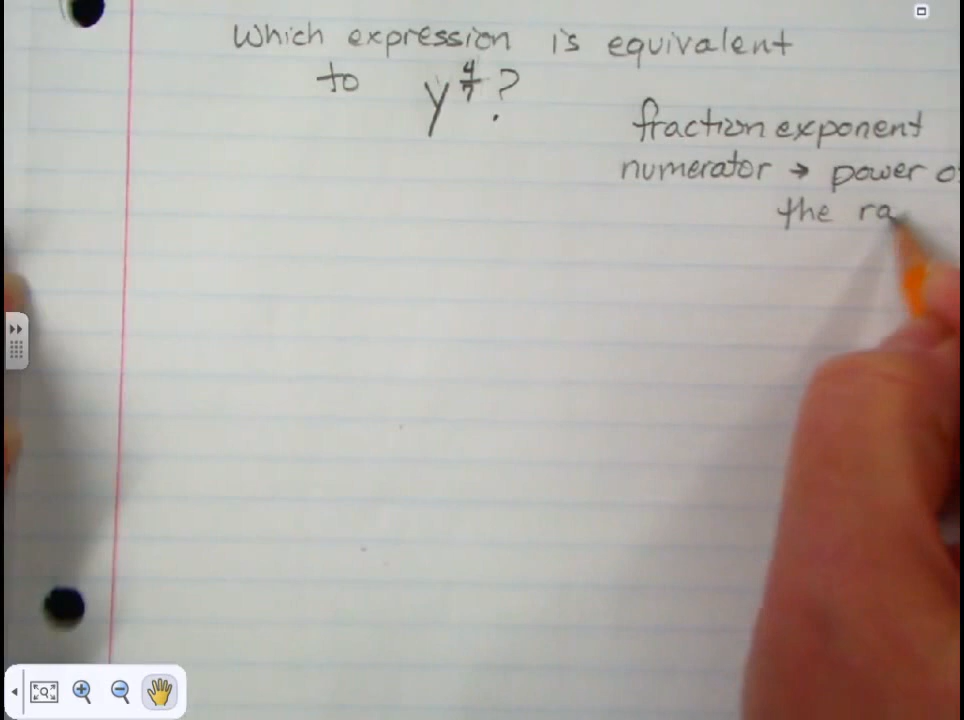 Which expression is equivalent
to y^4/7?
fraction exponent
numerator → power o
the ra